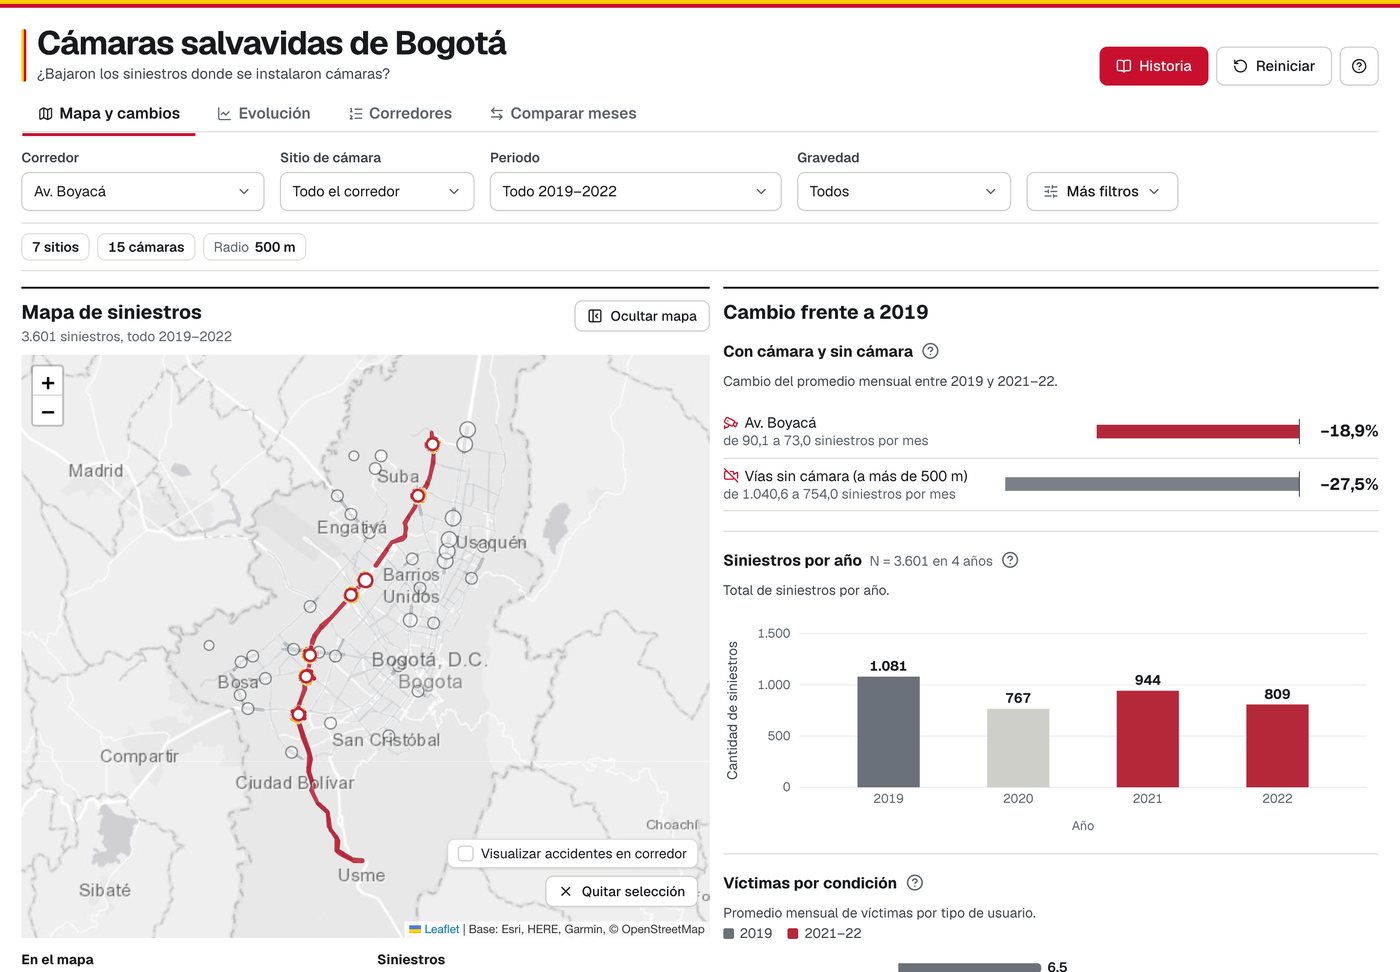 Cámaras salvavidas de Bogotá
¿Bajaron los siniestros donde se instalaron cámaras?
Historia
Reiniciar
Mapa y cambios
Evolución
Corredores
Comparar meses
Corredor
Sitio de cámara
Periodo
Gravedad
Av. Boyacá
Todo el corredor
Todo 2019–2022
Todos
Más filtros
7 sitios
15 cámaras
Radio 500 m
Mapa de siniestros
3.601 siniestros, todo 2019–2022
Ocultar mapa
+
−
Madrid
Suba
Engativá
Usaquén
Barrios
Unidos
Bogotá, D.C.
Bogota
Bosa
San Cristóbal
Compartir
Ciudad Bolívar
Choachí
Usme
Sibaté
Visualizar accidentes en corredor
Quitar selección
Leaflet | Base: Esri, HERE, Garmin, © OpenStreetMap
En el mapa
Siniestros
Cambio frente a 2019
Con cámara y sin cámara
Cambio del promedio mensual entre 2019 y 2021–22.
Av. Boyacá
de 90,1 a 73,0 siniestros por mes
−18,9%
Vías sin cámara (a más de 500 m)
de 1.040,6 a 754,0 siniestros por mes
−27,5%
Siniestros por año N = 3.601 en 4 años
Total de siniestros por año.
Cantidad de siniestros
1.500
1.000
500
0
1.081
767
944
809
2019
2020
2021
2022
Año
Víctimas por condición
Promedio mensual de víctimas por tipo de usuario.
2019
2021–22
6,5